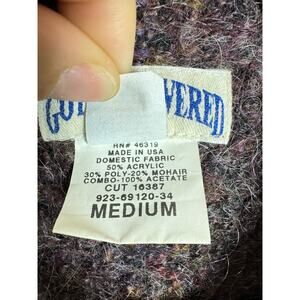 RN# 46319
MADE IN USA
DOMESTIC FABRIC
50% ACRYLIC
30% POLY-20% MOHAIR
COMBO-100% ACETATE
CUT 16387
923-69120-34
MEDIUM